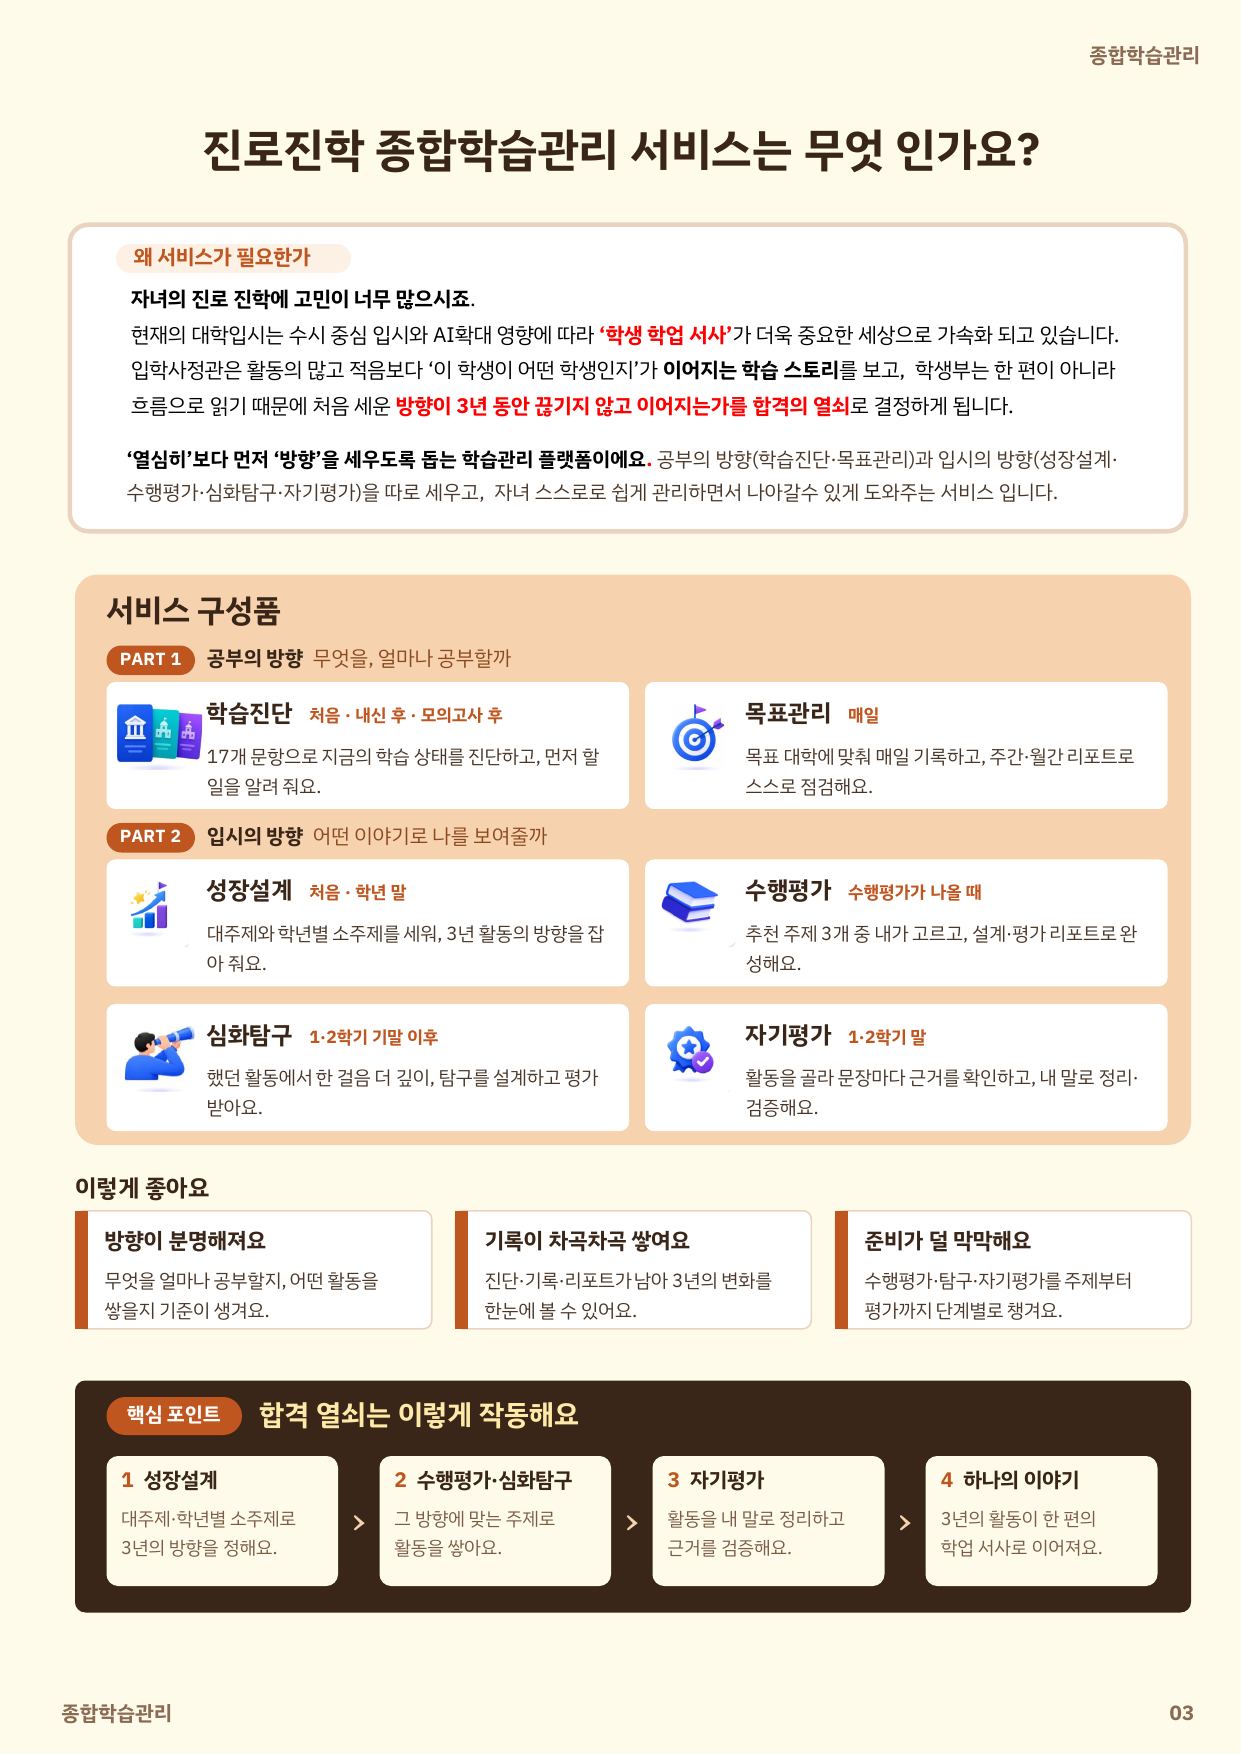 종합학습관리
진로진학 종합학습관리 서비스는 무엇 인가요?
왜 서비스가 필요한가
자녀의 진로 진학에 고민이 너무 많으시죠.
현재의 대학입시는 수시 중심 입시와 AI확대 영향에 따라 ‘학생 학업 서사’가 더욱 중요한 세상으로 가속화 되고 있습니다.
입학사정관은 활동의 많고 적음보다 ‘이 학생이 어떤 학생인지’가 이어지는 학습 스토리를 보고, 학생부는 한 편이 아니라
흐름으로 읽기 때문에 처음 세운 방향이 3년 동안 끊기지 않고 이어지는가를 합격의 열쇠로 결정하게 됩니다.
‘열심히’보다 먼저 ‘방향’을 세우도록 돕는 학습관리 플랫폼이에요. 공부의 방향(학습진단·목표관리)과 입시의 방향(성장설계·
수행평가·심화탐구·자기평가)을 따로 세우고, 자녀 스스로로 쉽게 관리하면서 나아갈수 있게 도와주는 서비스 입니다.
서비스 구성품
PART 1 공부의 방향 무엇을, 얼마나 공부할까
학습진단 처음 · 내신 후 · 모의고사 후
17개 문항으로 지금의 학습 상태를 진단하고, 먼저 할
일을 알려 줘요.
목표관리 매일
목표 대학에 맞춰 매일 기록하고, 주간·월간 리포트로
스스로 점검해요.
PART 2 입시의 방향 어떤 이야기로 나를 보여줄까
성장설계 처음 · 학년 말
대주제와 학년별 소주제를 세워, 3년 활동의 방향을 잡
아 줘요.
수행평가 수행평가가 나올 때
추천 주제 3개 중 내가 고르고, 설계·평가 리포트로 완
성해요.
심화탐구 1·2학기 기말 이후
했던 활동에서 한 걸음 더 깊이, 탐구를 설계하고 평가
받아요.
자기평가 1·2학기 말
활동을 골라 문장마다 근거를 확인하고, 내 말로 정리·
검증해요.
이렇게 좋아요
방향이 분명해져요
무엇을 얼마나 공부할지, 어떤 활동을
쌓을지 기준이 생겨요.
기록이 차곡차곡 쌓여요
진단·기록·리포트가 남아 3년의 변화를
한눈에 볼 수 있어요.
준비가 덜 막막해요
수행평가·탐구·자기평가를 주제부터
평가까지 단계별로 챙겨요.
핵심 포인트 합격 열쇠는 이렇게 작동해요
1 성장설계
대주제·학년별 소주제로
3년의 방향을 정해요.
2 수행평가·심화탐구
그 방향에 맞는 주제로
활동을 쌓아요.
3 자기평가
활동을 내 말로 정리하고
근거를 검증해요.
4 하나의 이야기
3년의 활동이 한 편의
학업 서사로 이어져요.
종합학습관리
03